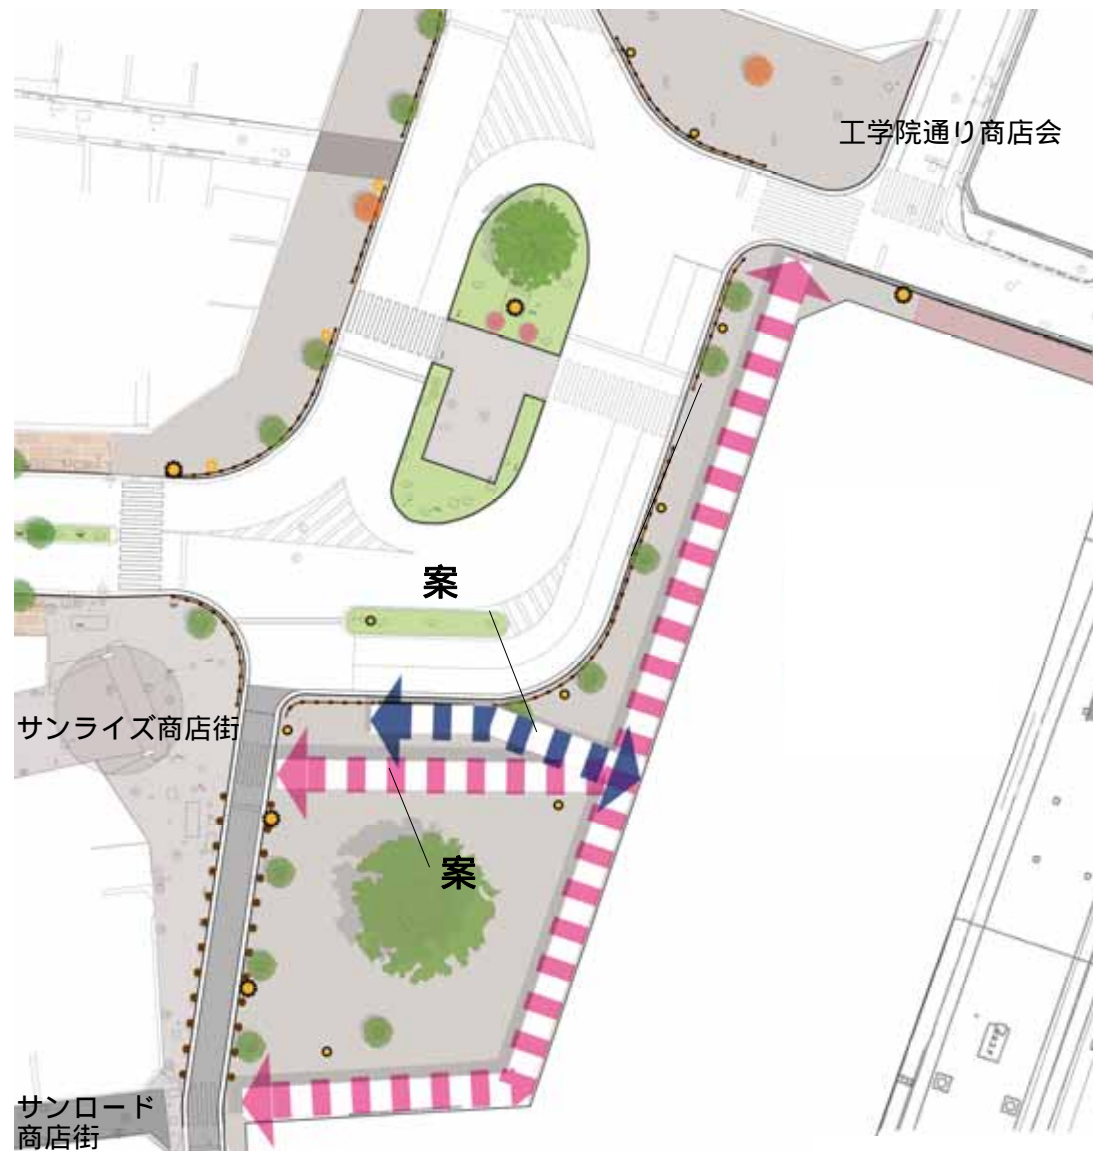 工学院通り商店会
案
サンライズ商店街
案
サンロード
商店街